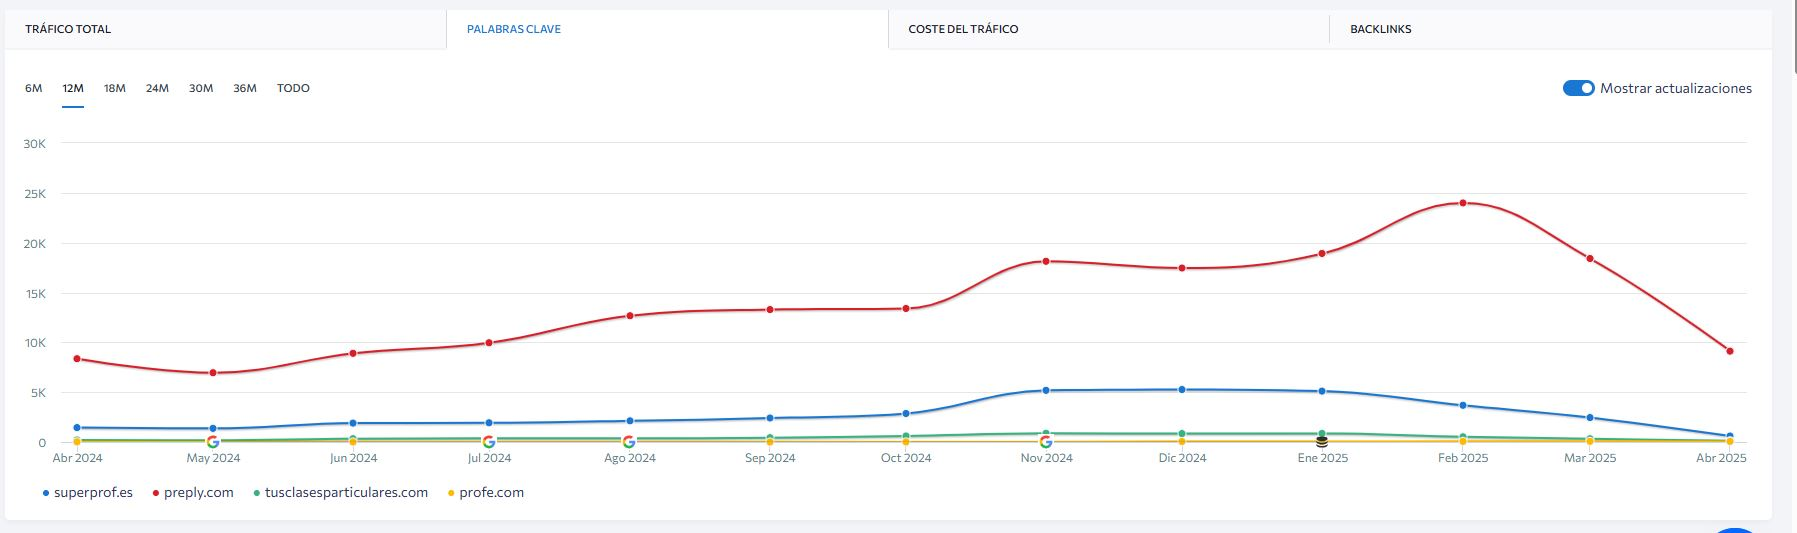 TRÁFICO TOTAL PALABRAS CLAVE COSTE DEL TRÁFICO BACKLINKS
6M 12M 18M 24M 30M 36M TODO Mostrar actualizaciones
30K
25K
20K
15K
10K
5K
0
Abr 2024 May 2024 Jun 2024 Jul 2024 Ago 2024 Sep 2024 Oct 2024 Nov 2024 Dic 2024 Ene 2025 Feb 2025 Mar 2025 Abr 2025
superprof.es preply.com tusclasesparticulares.com profe.com